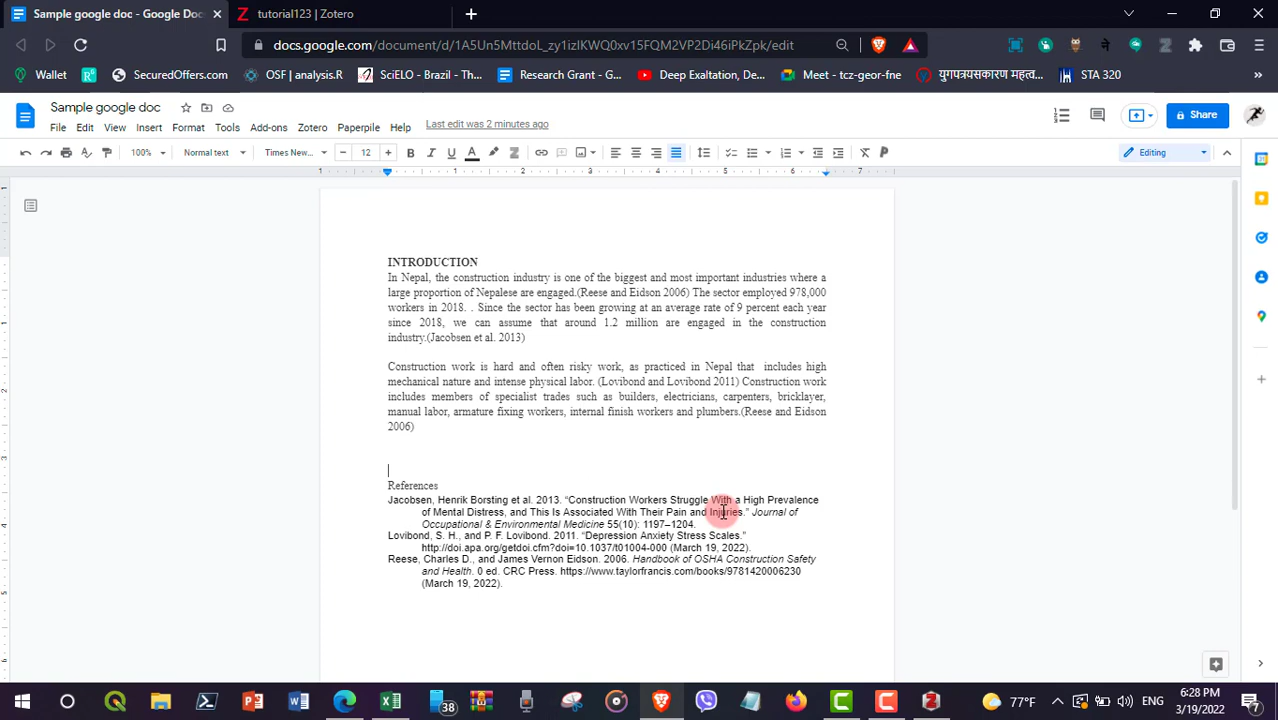 Sample google doc - Google Doc
tutorial123 | Zotero
docs.google.com/document/d/1A5Un5MttdoL_zy1izIKWQ0xv15FQM2VP2Di46iPkZpk/edit
Wallet
SecuredOffers.com
OSF | analysis.R
SciELO - Brazil - Th...
Research Grant - G...
Deep Exaltation, De...
Meet - tcz-geor-fne
STA 320
Sample google doc
File Edit View Insert Format Tools Add-ons Zotero Paperpile Help
Last edit was 2 minutes ago
Share
100% Normal text Times New... 12 Editing
1 1 2 3 4 5 6 7
INTRODUCTION
In Nepal, the construction industry is one of the biggest and most important industries where a
large proportion of Nepalese are engaged.(Reese and Eidson 2006) The sector employed 978,000
workers in 2018. . Since the sector has been growing at an average rate of 9 percent each year
since 2018, we can assume that around 1.2 million are engaged in the construction
industry.(Jacobsen et al. 2013)
Construction work is hard and often risky work, as practiced in Nepal that includes high
mechanical nature and intense physical labor. (Lovibond and Lovibond 2011) Construction work
includes members of specialist trades such as builders, electricians, carpenters, bricklayer,
manual labor, armature fixing workers, internal finish workers and plumbers.(Reese and Eidson
2006)
References
Jacobsen, Henrik Borsting et al. 2013. “Construction Workers Struggle With a High Prevalence
of Mental Distress, and This Is Associated With Their Pain and Injuries.” Journal of
Occupational & Environmental Medicine 55(10): 1197–1204.
Lovibond, S. H., and P. F. Lovibond. 2011. “Depression Anxiety Stress Scales.”
http://doi.apa.org/getdoi.cfm?doi=10.1037/t01004-000 (March 19, 2022).
Reese, Charles D., and James Vernon Eidson. 2006. Handbook of OSHA Construction Safety
and Health. 0 ed. CRC Press. https://www.taylorfrancis.com/books/9781420006230
(March 19, 2022).
38
77°F
ENG
6:28 PM
3/19/2022
7